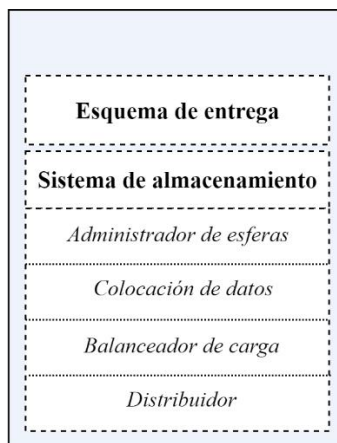 Esquema de entrega
Sistema de almacenamiento
Administrador de esferas
Colocación de datos
Balanceador de carga
Distribuidor